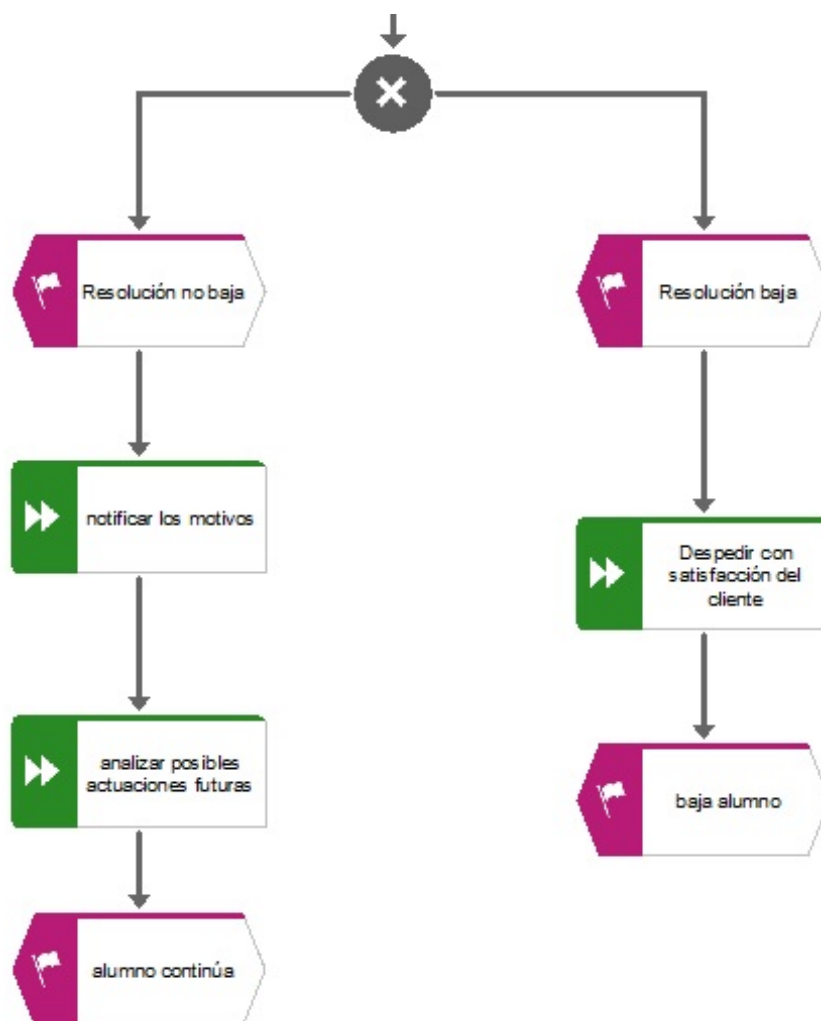 Resolución no baja
Resolución baja
notificar los motivos
Despedir con
satisfacción del
cliente
analizar posibles
actuaciones futuras
baja alumno
alumno continúa